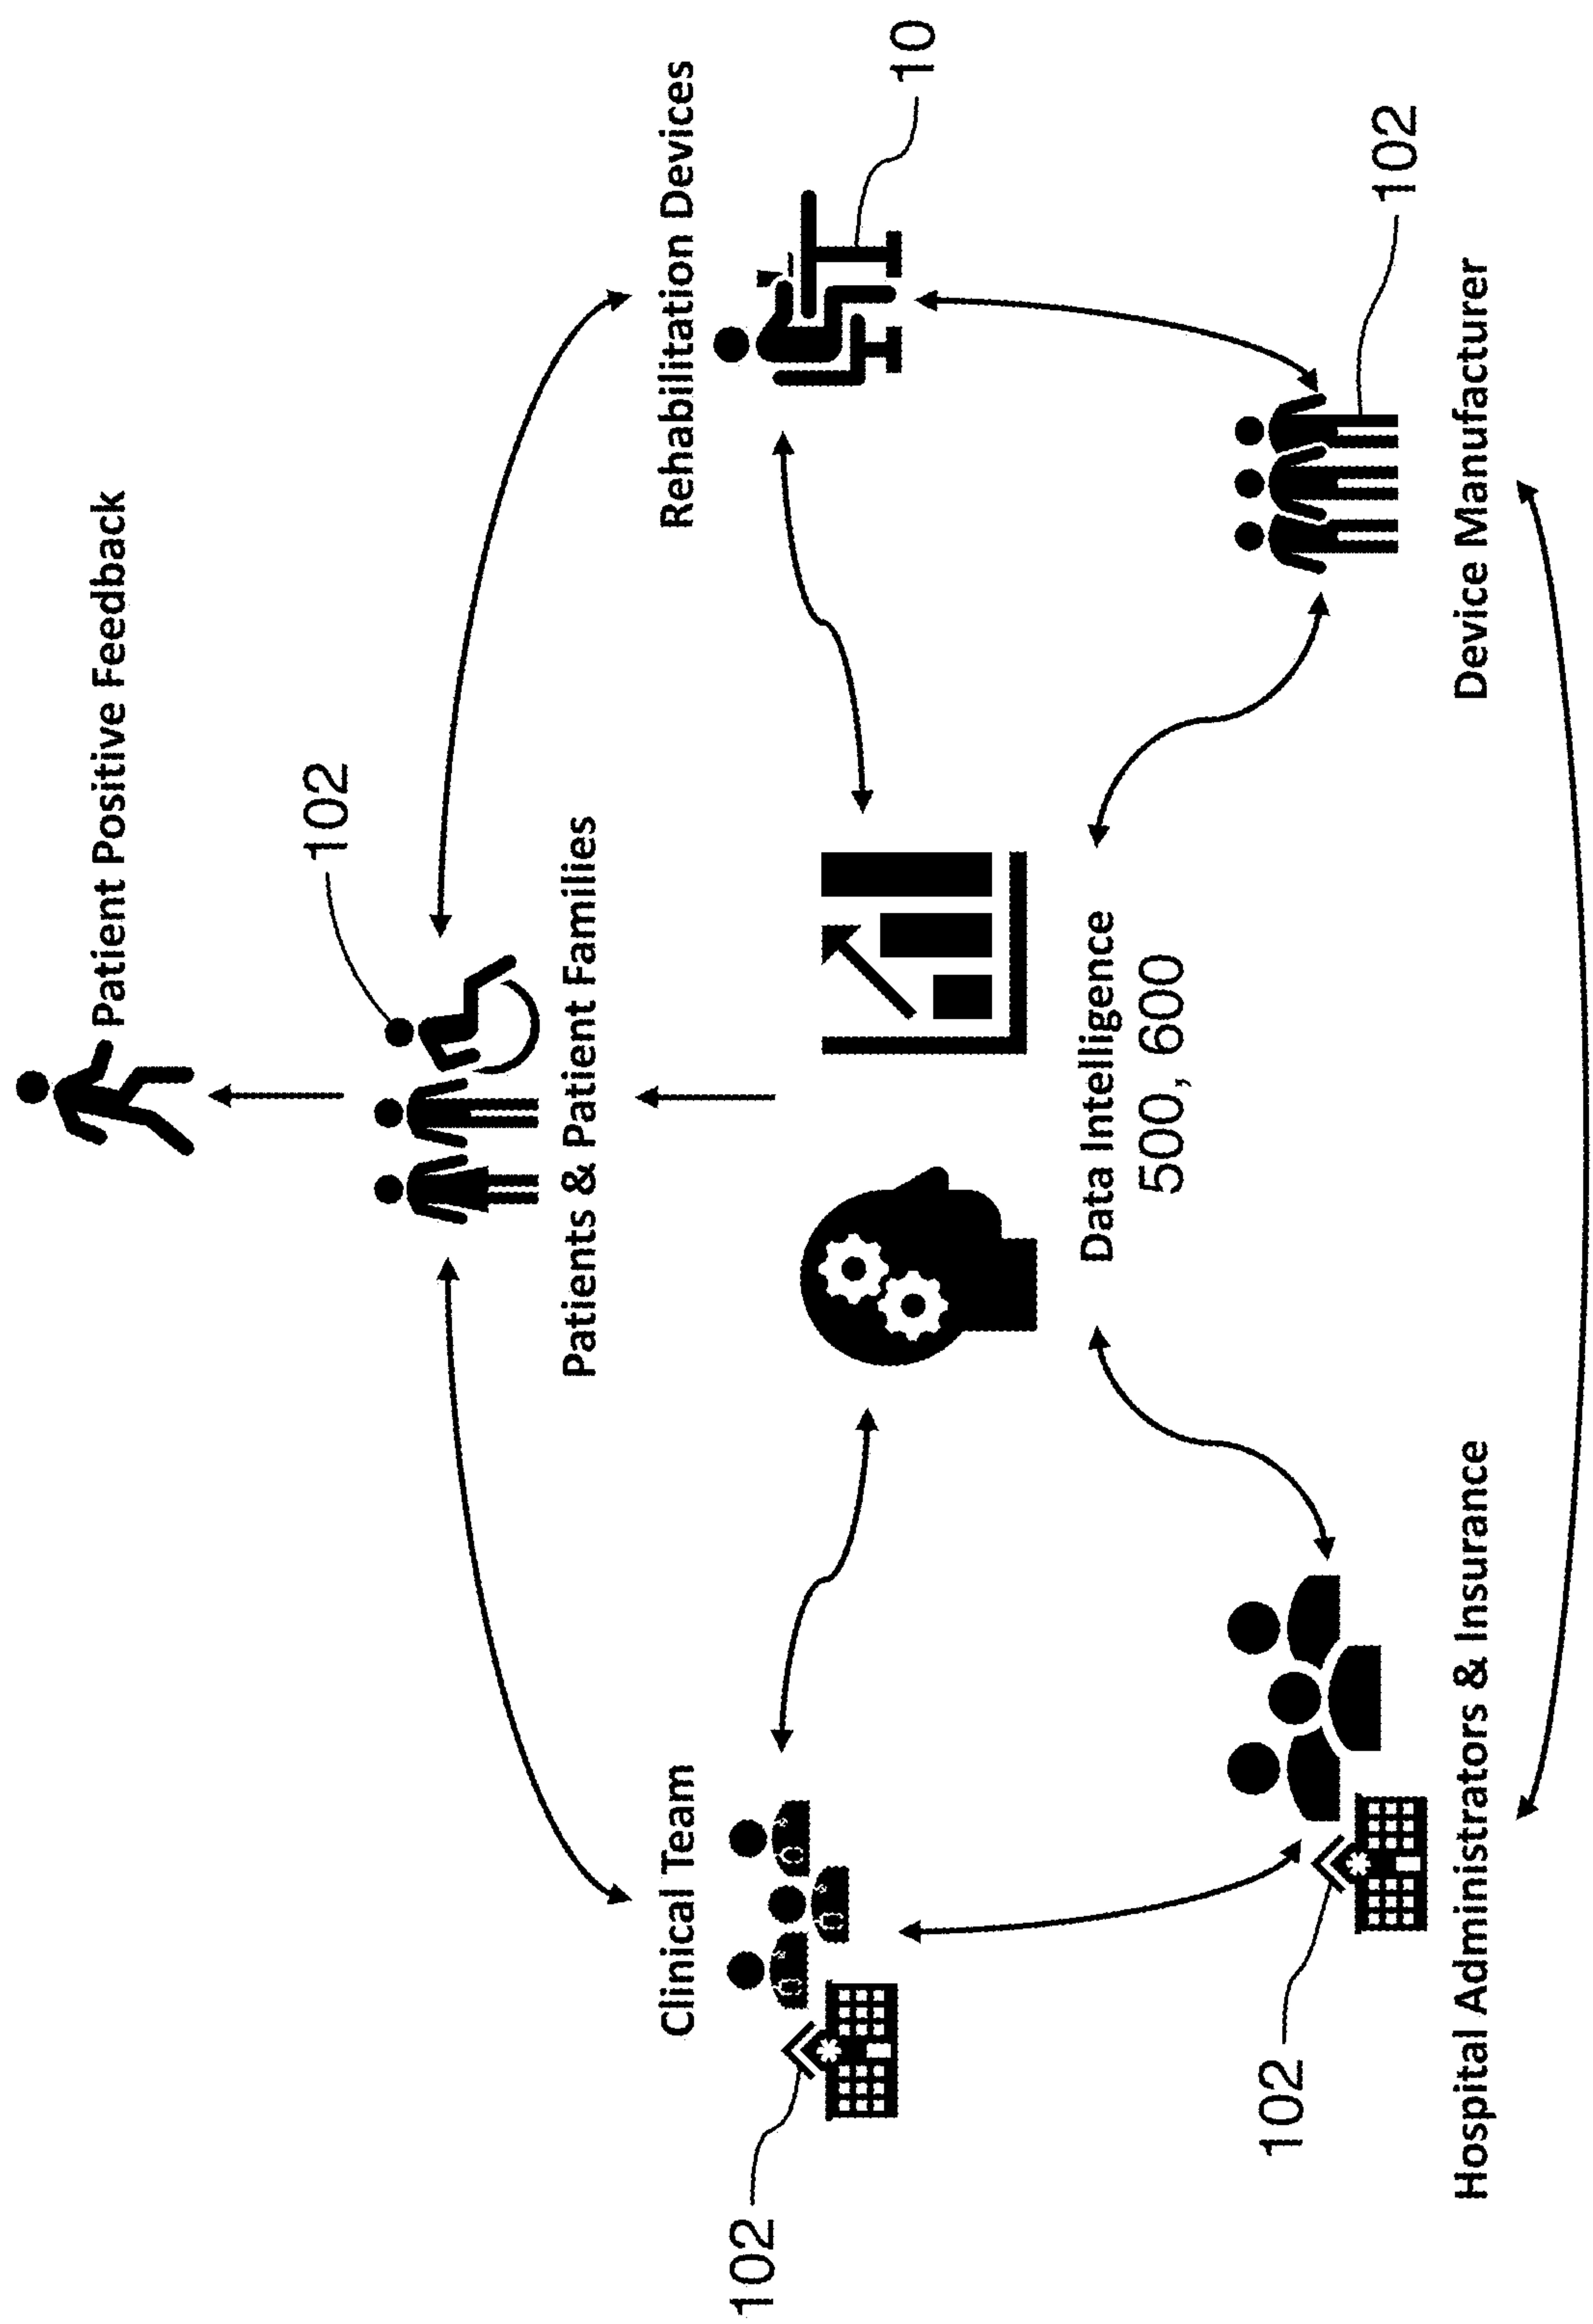 Patient Positive Feedback
102
Patients & Patient Families
Clinical Team
Rehabilitation Devices
102
10
Data Intelligence
500, 600
102
102
Hospital Administrators & Insurance
Device Manufacturer